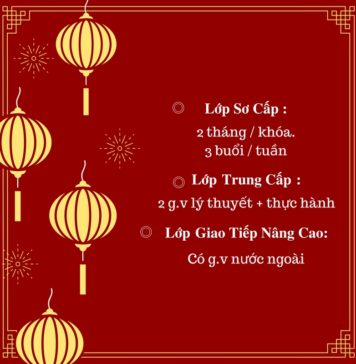 Lớp Sơ Cấp :
2 tháng / khóa.
3 buổi / tuần
Lớp Trung Cấp :
2 g.v lý thuyết + thực hành
Lớp Giao Tiếp Nâng Cao:
Có g.v nước ngoài